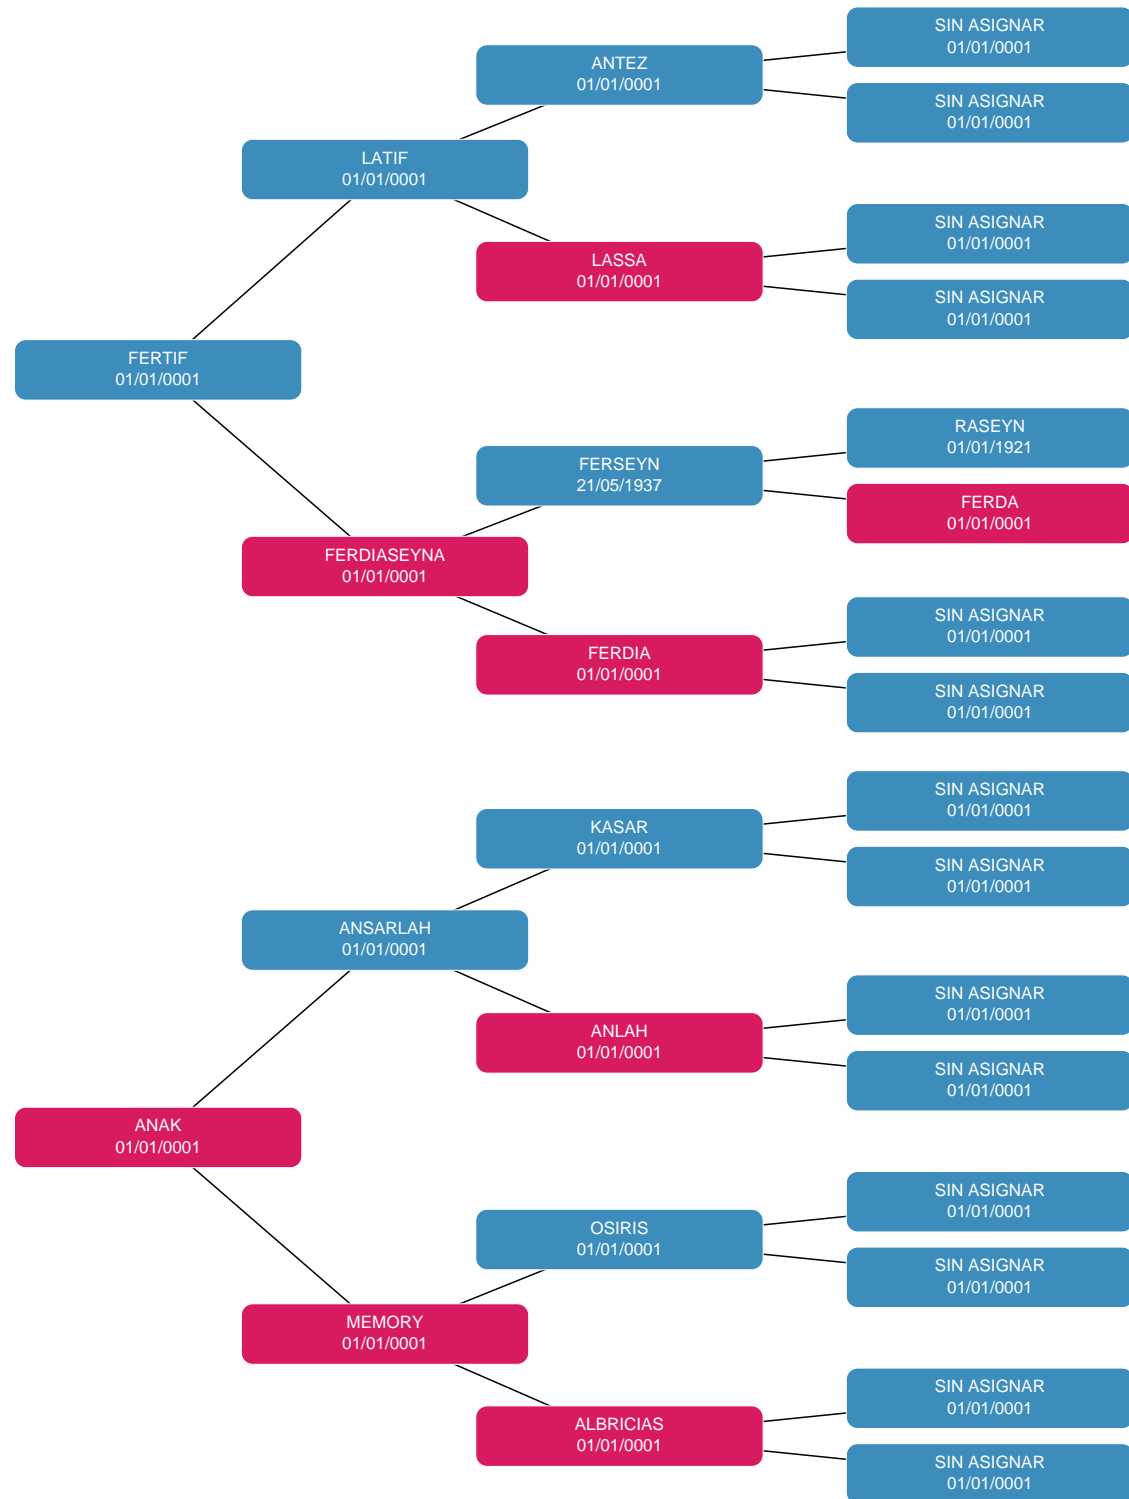 SIN ASIGNAR
01/01/0001
ANTEZ
01/01/0001
SIN ASIGNAR
01/01/0001
LATIF
01/01/0001
SIN ASIGNAR
01/01/0001
LASSA
01/01/0001
SIN ASIGNAR
01/01/0001
FERTIF
01/01/0001
RASEYN
01/01/1921
FERSEYN
21/05/1937
FERDA
01/01/0001
FERDIASEYNA
01/01/0001
SIN ASIGNAR
01/01/0001
FERDIA
01/01/0001
SIN ASIGNAR
01/01/0001
SIN ASIGNAR
01/01/0001
KASAR
01/01/0001
SIN ASIGNAR
01/01/0001
ANSARLAH
01/01/0001
SIN ASIGNAR
01/01/0001
ANLAH
01/01/0001
SIN ASIGNAR
01/01/0001
ANAK
01/01/0001
SIN ASIGNAR
01/01/0001
OSIRIS
01/01/0001
SIN ASIGNAR
01/01/0001
MEMORY
01/01/0001
SIN ASIGNAR
01/01/0001
ALBRICIAS
01/01/0001
SIN ASIGNAR
01/01/0001